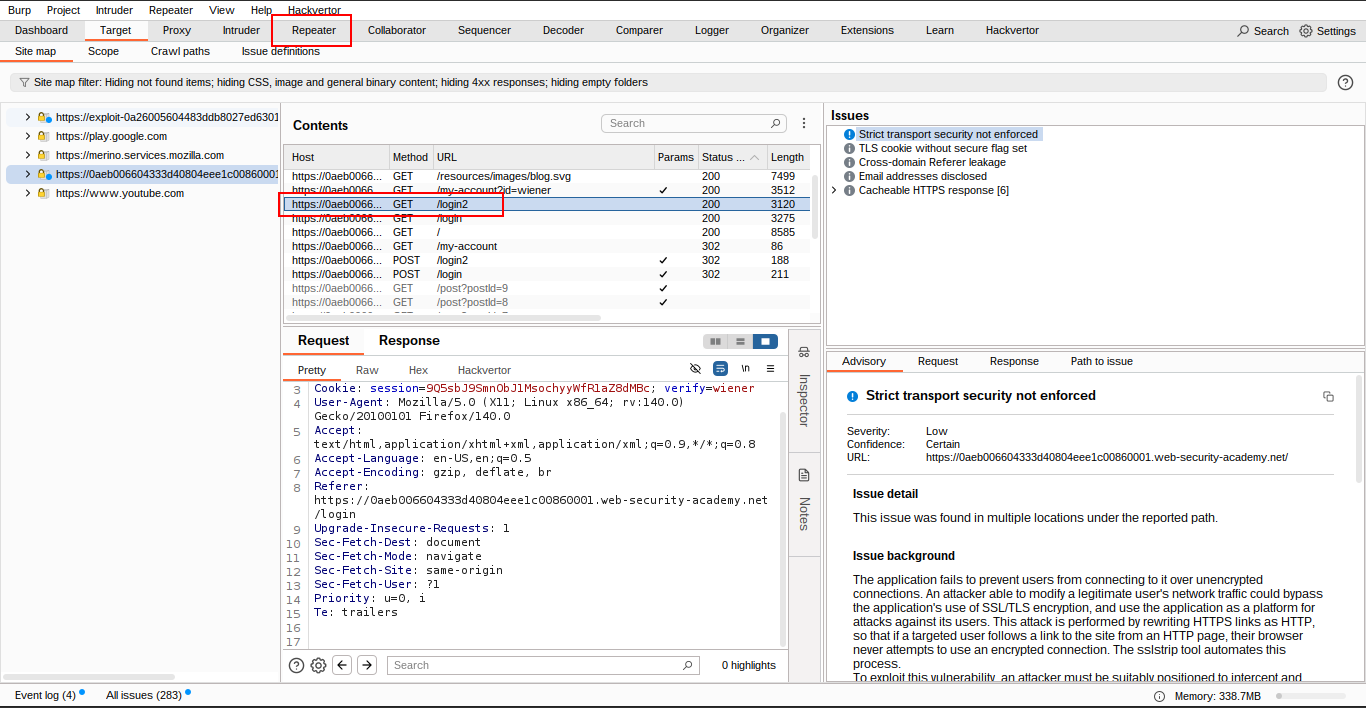 Burp Project Intruder Repeater View Help Hackvertor
Dashboard Target Proxy Intruder Repeater Collaborator Sequencer Decoder Comparer Logger Organizer Extensions Learn Hackvertor Search Settings
Site map Scope Crawl paths Issue definitions
Site map filter: Hiding not found items; hiding CSS, image and general binary content; hiding 4xx responses; hiding empty folders
https://exploit-0a26005604483ddb8027ed6301
https://play.google.com
https://merino.services.mozilla.com
https://0aeb006604333d40804eee1c00860001
https://www.youtube.com
Contents
Search
Host Method URL Params Status ... Length
https://0aeb0066... GET /resources/images/blog.svg 200 7499
https://0aeb0066... GET /my-account?id=wiener ✓ 200 3512
https://0aeb0066... GET /login2 200 3120
https://0aeb0066... GET /login 200 3275
https://0aeb0066... GET / 200 8585
https://0aeb0066... GET /my-account 302 86
https://0aeb0066... POST /login2 ✓ 302 188
https://0aeb0066... POST /login ✓ 302 211
https://0aeb0066... GET /post?postId=9 ✓
https://0aeb0066... GET /post?postId=8 ✓
Request Response
Pretty Raw Hex Hackvertor
\n
3 Cookie: session=9Q5sbJ9SmnObJ1MsochyyWfR1aZ8dMBc; verify=wiener
4 User-Agent: Mozilla/5.0 (X11; Linux x86_64; rv:140.0)
Gecko/20100101 Firefox/140.0
5 Accept:
text/html,application/xhtml+xml,application/xml;q=0.9,*/*;q=0.8
6 Accept-Language: en-US,en;q=0.5
7 Accept-Encoding: gzip, deflate, br
8 Referer:
https://0aeb006604333d40804eee1c00860001.web-security-academy.net
/login
9 Upgrade-Insecure-Requests: 1
10 Sec-Fetch-Dest: document
11 Sec-Fetch-Mode: navigate
12 Sec-Fetch-Site: same-origin
13 Sec-Fetch-User: ?1
14 Priority: u=0, i
15 Te: trailers
16
17
Search
0 highlights
Inspector
Notes
Issues
Strict transport security not enforced
TLS cookie without secure flag set
Cross-domain Referer leakage
Email addresses disclosed
Cacheable HTTPS response [6]
Advisory Request Response Path to issue
Strict transport security not enforced
Severity: Low
Confidence: Certain
URL: https://0aeb006604333d40804eee1c00860001.web-security-academy.net/
Issue detail
This issue was found in multiple locations under the reported path.
Issue background
The application fails to prevent users from connecting to it over unencrypted
connections. An attacker able to modify a legitimate user's network traffic could bypass
the application's use of SSL/TLS encryption, and use the application as a platform for
attacks against its users. This attack is performed by rewriting HTTPS links as HTTP,
so that if a targeted user follows a link to the site from an HTTP page, their browser
never attempts to use an encrypted connection. The sslstrip tool automates this
process.
To exploit this vulnerability, an attacker must be suitably positioned to intercept and
Event log (4) All issues (283) Memory: 338.7MB